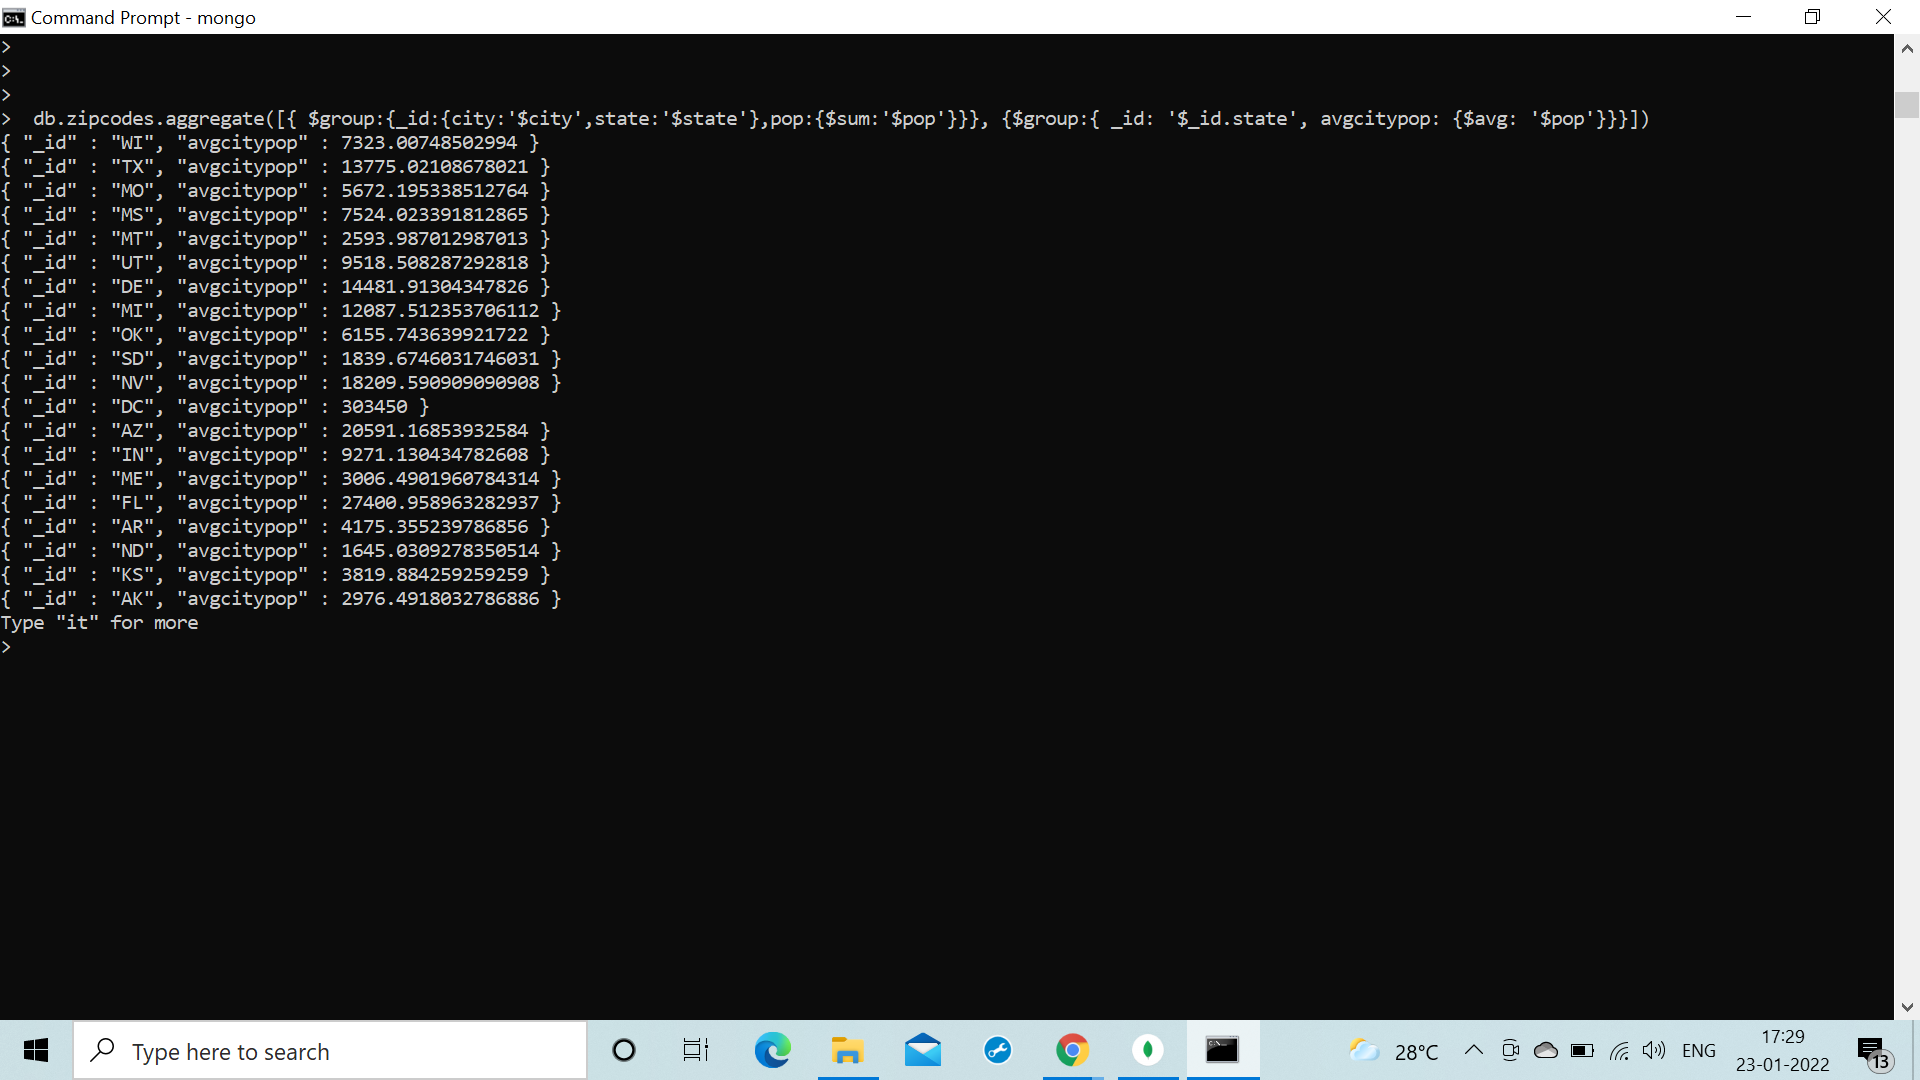 Command Prompt - mongo
>
>
>
>  db.zipcodes.aggregate([{ $group:{_id:{city:'$city',state:'$state'},pop:{$sum:'$pop'}}}, {$group:{ _id: '$_id.state', avgcitypop: {$avg: '$pop'}}}])
{ "_id" : "WI", "avgcitypop" : 7323.00748502994 }
{ "_id" : "TX", "avgcitypop" : 13775.02108678021 }
{ "_id" : "MO", "avgcitypop" : 5672.195338512764 }
{ "_id" : "MS", "avgcitypop" : 7524.023391812865 }
{ "_id" : "MT", "avgcitypop" : 2593.987012987013 }
{ "_id" : "UT", "avgcitypop" : 9518.508287292818 }
{ "_id" : "DE", "avgcitypop" : 14481.91304347826 }
{ "_id" : "MI", "avgcitypop" : 12087.512353706112 }
{ "_id" : "OK", "avgcitypop" : 6155.743639921722 }
{ "_id" : "SD", "avgcitypop" : 1839.6746031746031 }
{ "_id" : "NV", "avgcitypop" : 18209.590909090908 }
{ "_id" : "DC", "avgcitypop" : 303450 }
{ "_id" : "AZ", "avgcitypop" : 20591.16853932584 }
{ "_id" : "IN", "avgcitypop" : 9271.130434782608 }
{ "_id" : "ME", "avgcitypop" : 3006.4901960784314 }
{ "_id" : "FL", "avgcitypop" : 27400.958963282937 }
{ "_id" : "AR", "avgcitypop" : 4175.355239786856 }
{ "_id" : "ND", "avgcitypop" : 1645.0309278350514 }
{ "_id" : "KS", "avgcitypop" : 3819.884259259259 }
{ "_id" : "AK", "avgcitypop" : 2976.4918032786886 }
Type "it" for more
>
Type here to search
28°C
ENG
17:29
23-01-2022
13